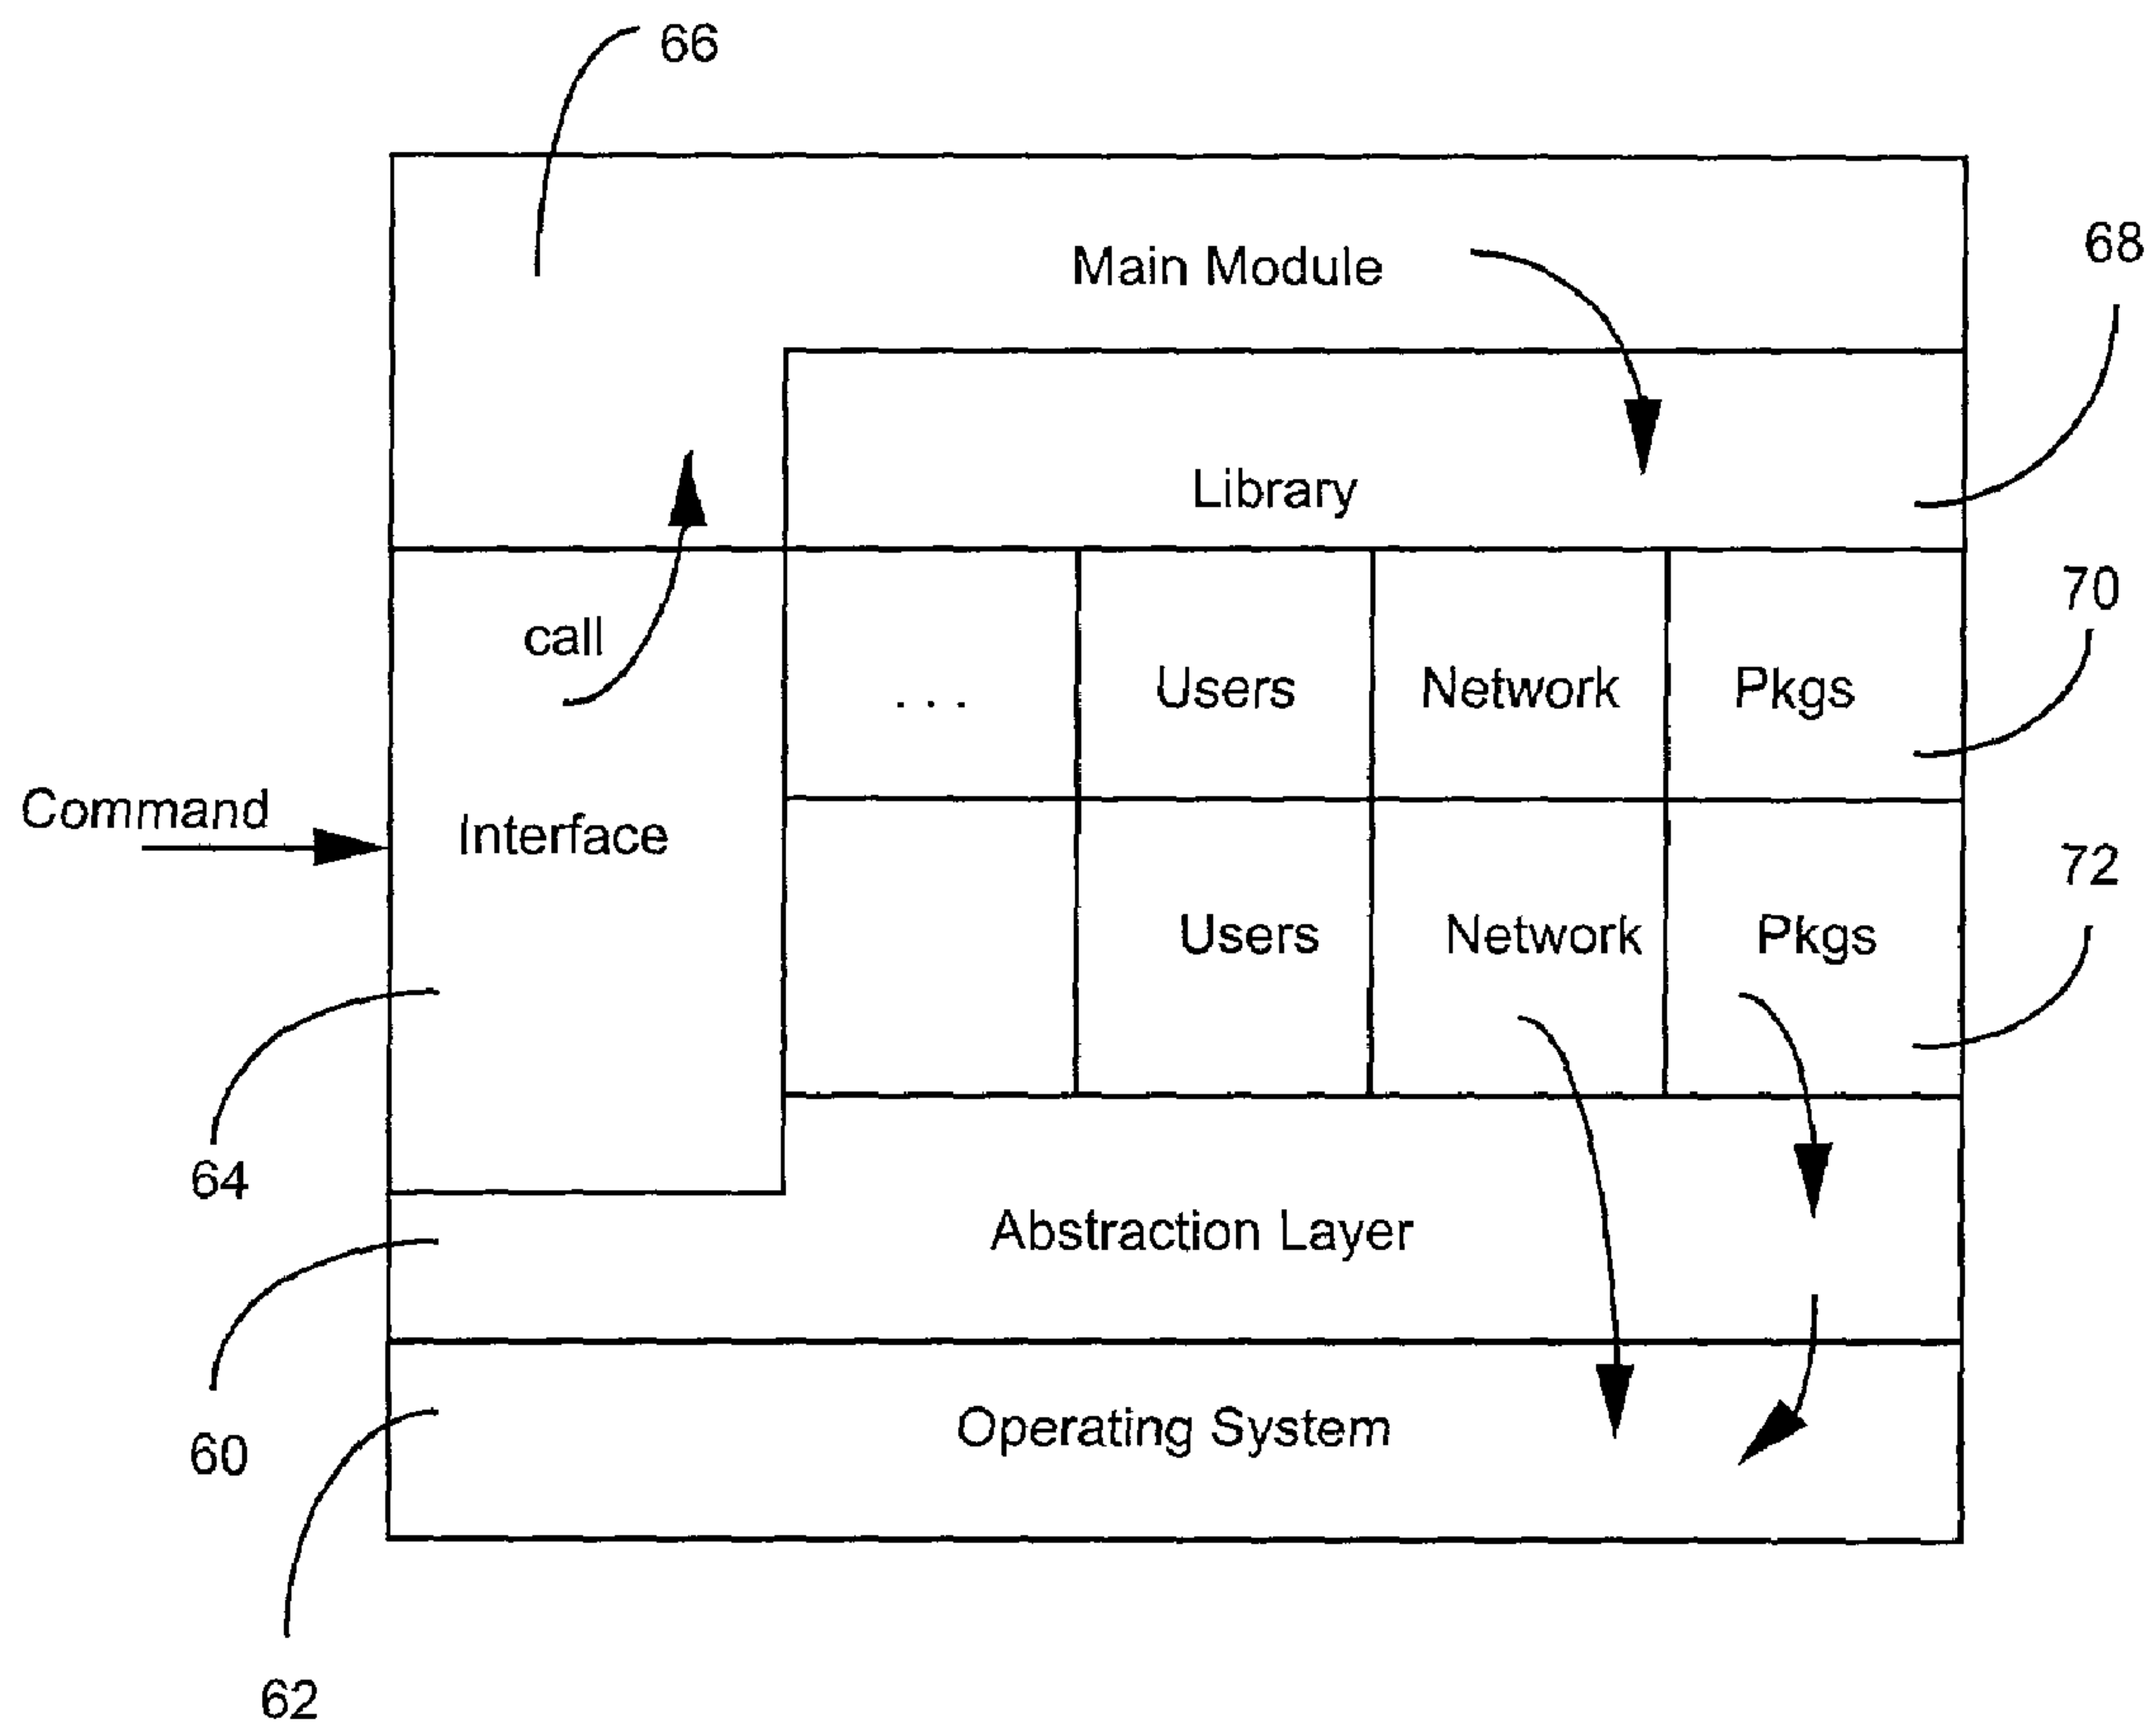 66
68
Main Module
Library
70
call
. . .
Users
Network
Pkgs
Command
Interface
72
Users
Network
Pkgs
64
Abstraction Layer
60
Operating System
62